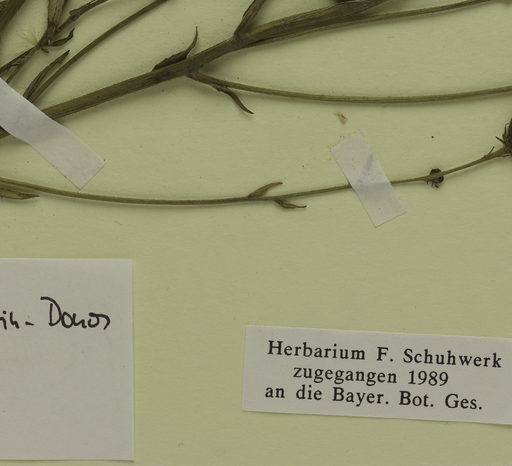 Herbarium F. Schuhwerk
zugegangen 1989
an die Bayer. Bot. Ges.